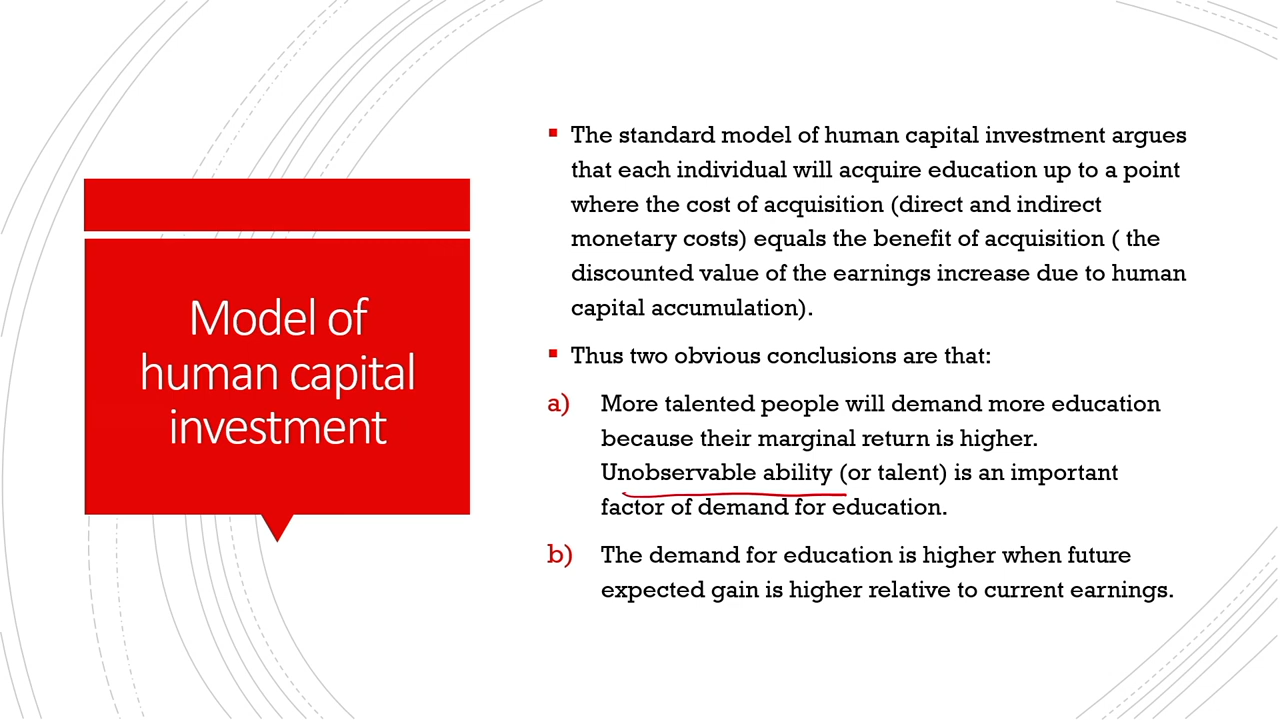 Model of
human capital
investment
▪ The standard model of human capital investment argues
that each individual will acquire education up to a point
where the cost of acquisition (direct and indirect
monetary costs) equals the benefit of acquisition ( the
discounted value of the earnings increase due to human
capital accumulation).
▪ Thus two obvious conclusions are that:
a) More talented people will demand more education
because their marginal return is higher.
Unobservable ability (or talent) is an important
factor of demand for education.
b) The demand for education is higher when future
expected gain is higher relative to current earnings.